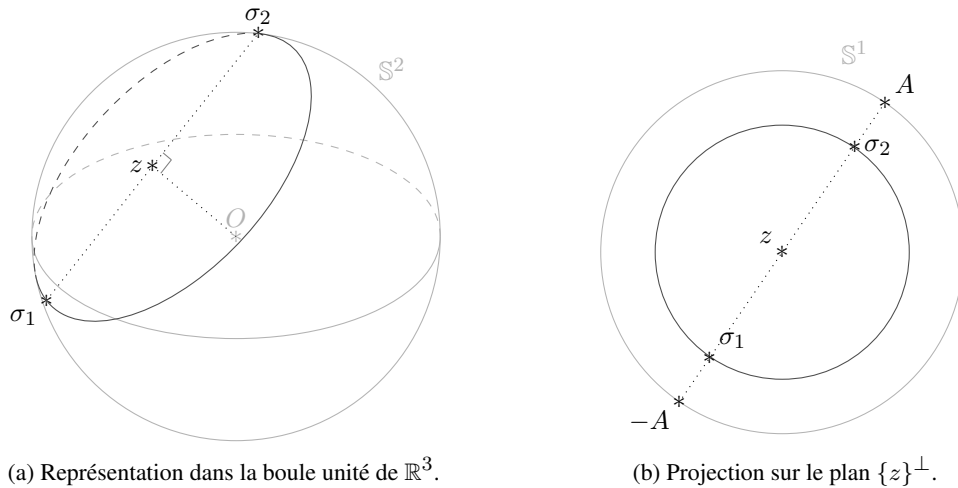 σ₂
𝕊²
z
O
σ₁
𝕊¹
A
σ₂
z
σ₁
−A
(a) Représentation dans la boule unité de ℝ³.
(b) Projection sur le plan {z}^⊥.